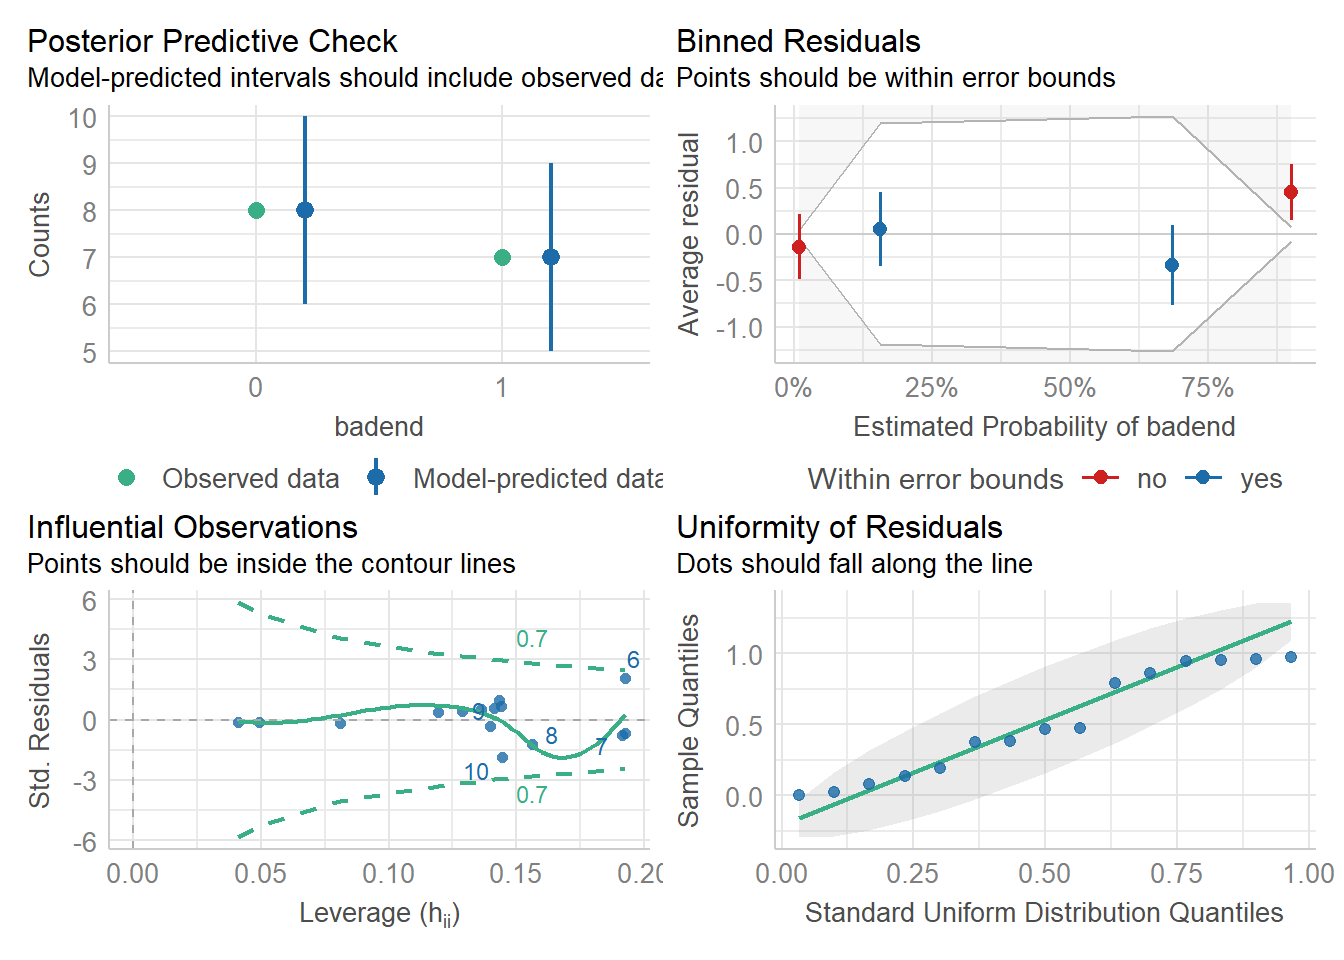 Posterior Predictive Check
Model-predicted intervals should include observed da
10
9
8
7
6
5
Counts
0 1
badend
Observed data Model-predicted data
Binned Residuals
Points should be within error bounds
1.0
0.5
0.0
-0.5
-1.0
Average residual
0% 25% 50% 75%
Estimated Probability of badend
Within error bounds no yes
Influential Observations
Points should be inside the contour lines
6
3
0
-3
-6
Std. Residuals
0.7
6
9
8
7
10
0.7
0.00 0.05 0.10 0.15 0.20
Leverage (hii)
Uniformity of Residuals
Dots should fall along the line
1.0
0.5
0.0
Sample Quantiles
0.00 0.25 0.50 0.75 1.00
Standard Uniform Distribution Quantiles